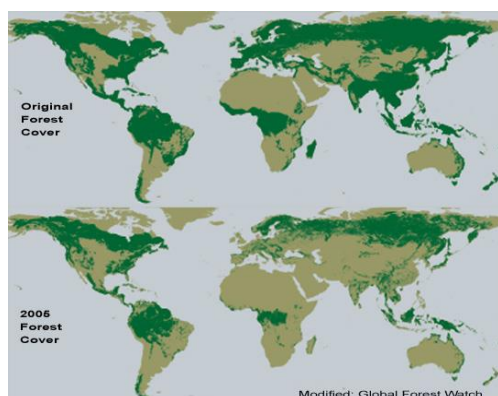 Original
Forest
Cover
2005
Forest
Cover
Modified: Global Forest Watch